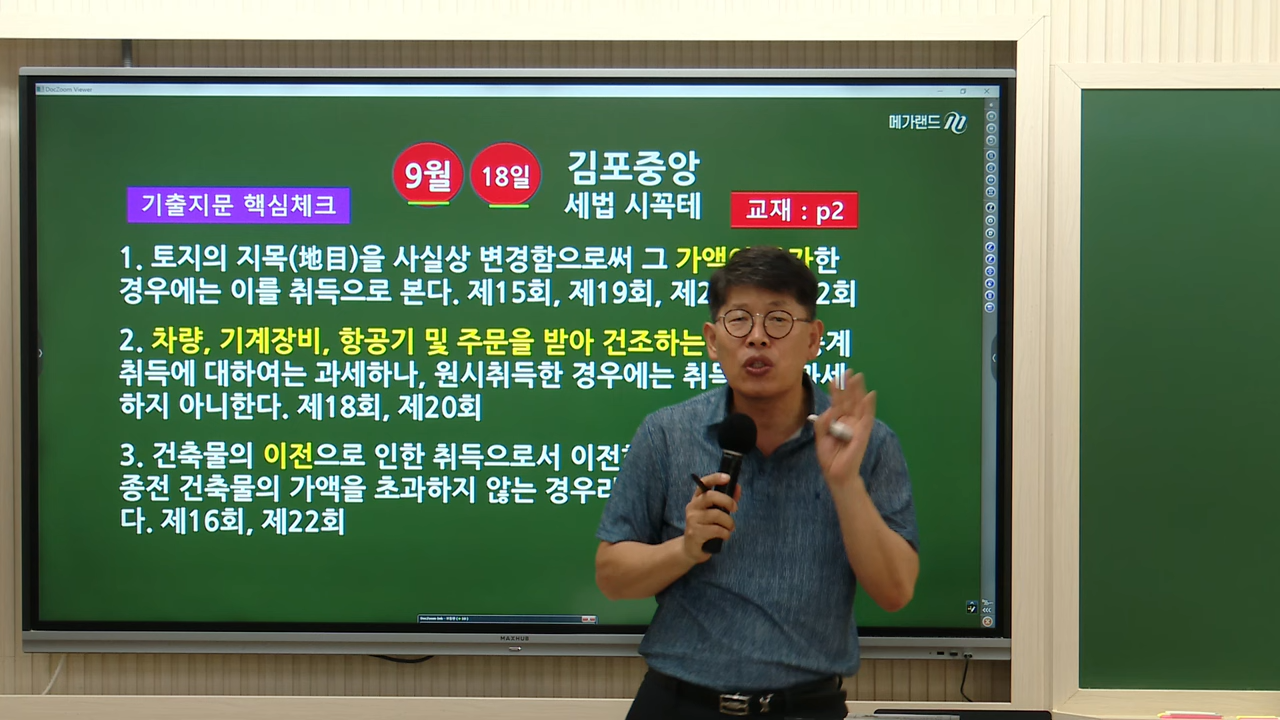 DocZoom Viewer
메가랜드
9월 18일 김포중앙
기출지문 핵심체크 세법 시꼭테 교재 : p2
1. 토지의 지목(地目)을 사실상 변경함으로써 그 가액 한
경우에는 이를 취득으로 본다. 제15회, 제19회, 2회
2. 차량, 기계장비, 항공기 및 주문을 받아 건조하는
취득에 대하여는 과세하나, 원시취득한 경우에는
하지 아니한다. 제18회, 제20회
3. 건축물의 이전으로 인한 취득으로서
종전 건축물의 가액을 초과하지 않는
다. 제16회, 제22회
MAXHUB